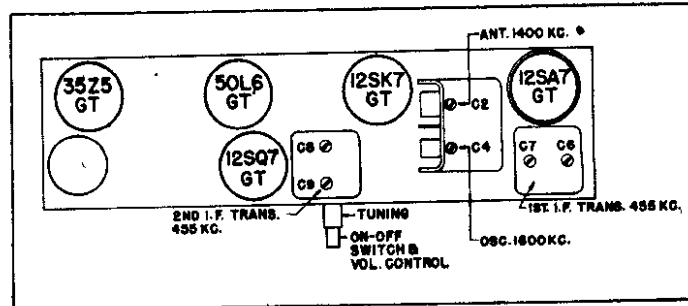 ANT. 1400 KC.
35Z5
GT
50L6
GT
12SK7
GT
12SA7
GT
C2
C4
12SQ7
GT
C8
C9
C7 C6
2ND I.F. TRANS.
455 KC.
TUNING
ON-OFF
SWITCH &
VOL. CONTROL
OSC. 1600 KC.
1ST. I.F. TRANS. 455 KC.